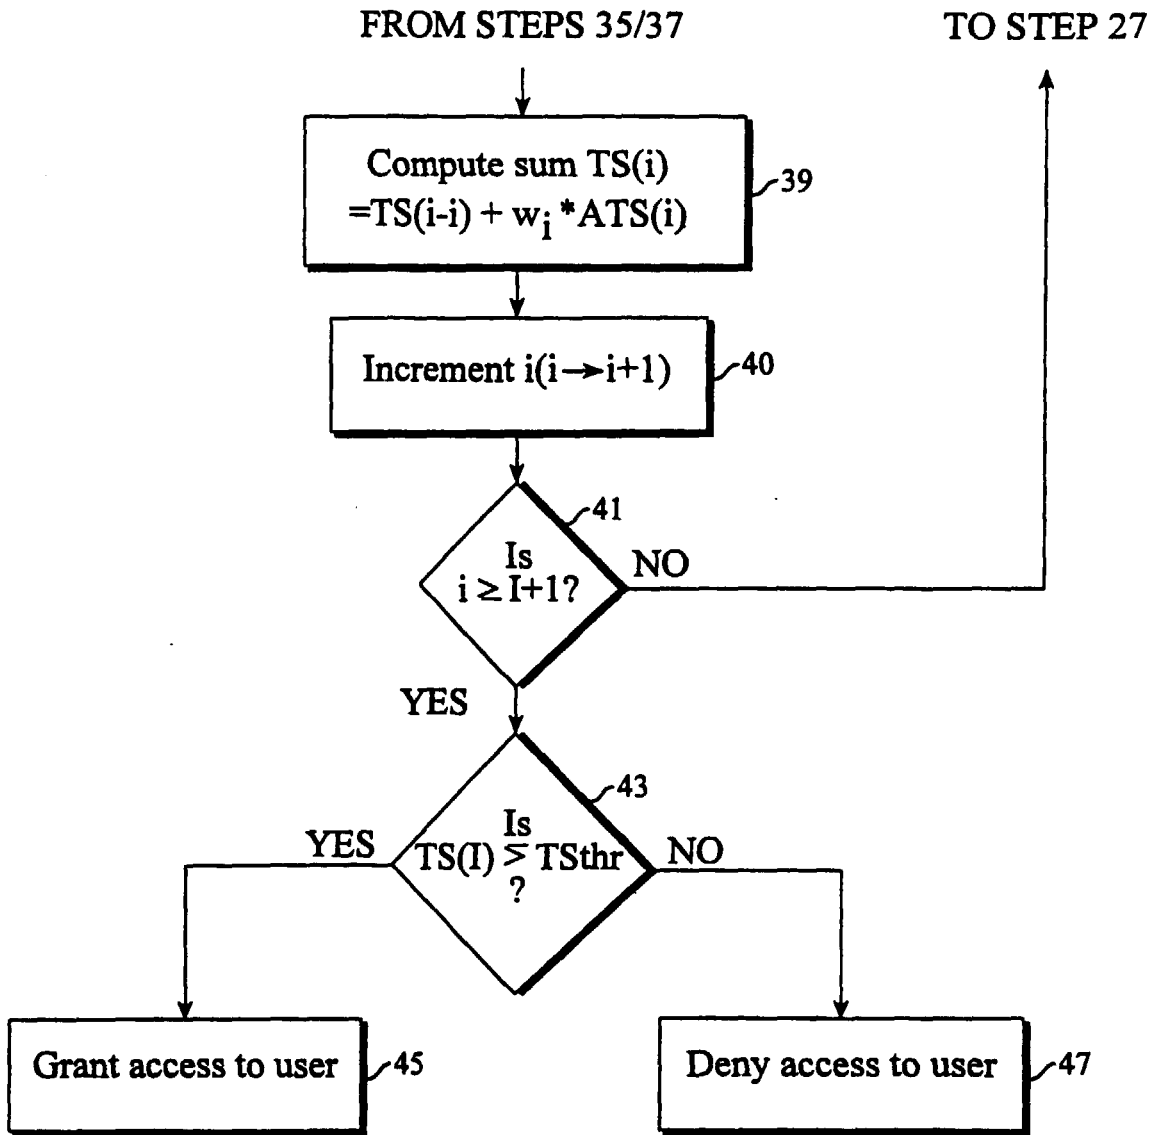 FROM STEPS 35/37
TO STEP 27
Compute sum TS(i)
=TS(i-i) + wi *ATS(i)
39
Increment i(i→i+1)
40
41
Is
i ≥ I+1?
NO
YES
43
Is
TS(I) ≥ TSthr
?
YES
NO
Grant access to user
45
Deny access to user
47